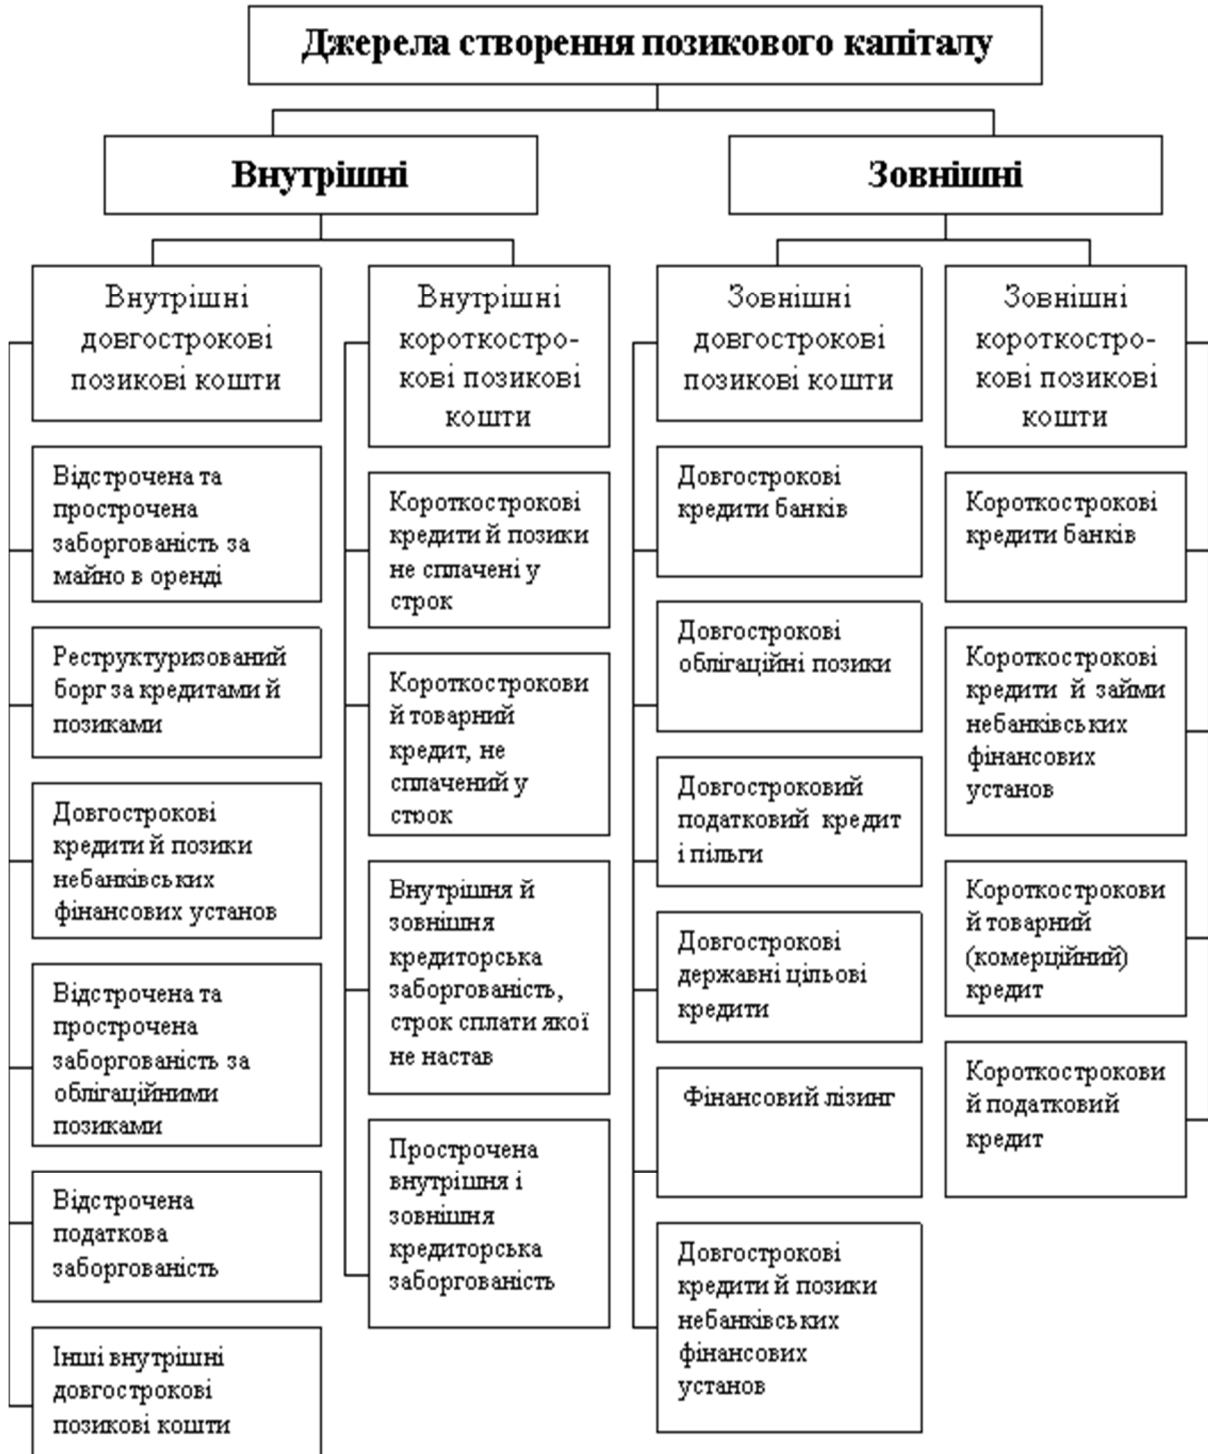 Джерела створення позикового капіталу
Внутрішні
Зовнішні
Внутрішні
довгострокові
позикові кошти
Відстрочена та
прострочена
заборгованість за
майно в оренді
Реструктуризований
борг за кредитами й
позиками
Довгострокові
кредити й позики
небанківських
фінансових установ
Відстрочена та
прострочена
заборгованість за
облігаційними
позиками
Відстрочена
податкова
заборгованість
Інші внутрішні
довгострокові
позикові кошти
Внутрішні
короткостро-
кові позикові
кошти
Короткострокові
кредити й позики
не сплачені у
строк
Короткострокови
й товарний
кредит, не
сплачений у
строк
Внутрішня й
зовнішня
кредиторська
заборгованість,
строк сплати якої
не настав
Прострочена
внутрішня і
зовнішня
кредиторська
заборгованість
Зовнішні
довгострокові
позикові кошти
Довгострокові
кредити банків
Довгострокові
облігаційні позики
Довгостроковий
податковий кредит
і пільги
Довгострокові
державні цільові
кредити
Фінансовий лізинг
Довгострокові
кредити й позики
небанківських
фінансових
установ
Зовнішні
короткостро-
кові позикові
кошти
Короткострокові
кредити банків
Короткострокові
кредити й займи
небанківських
фінансових
установ
Короткострокови
й товарний
(комерційний)
кредит
Короткострокови
й податковий
кредит